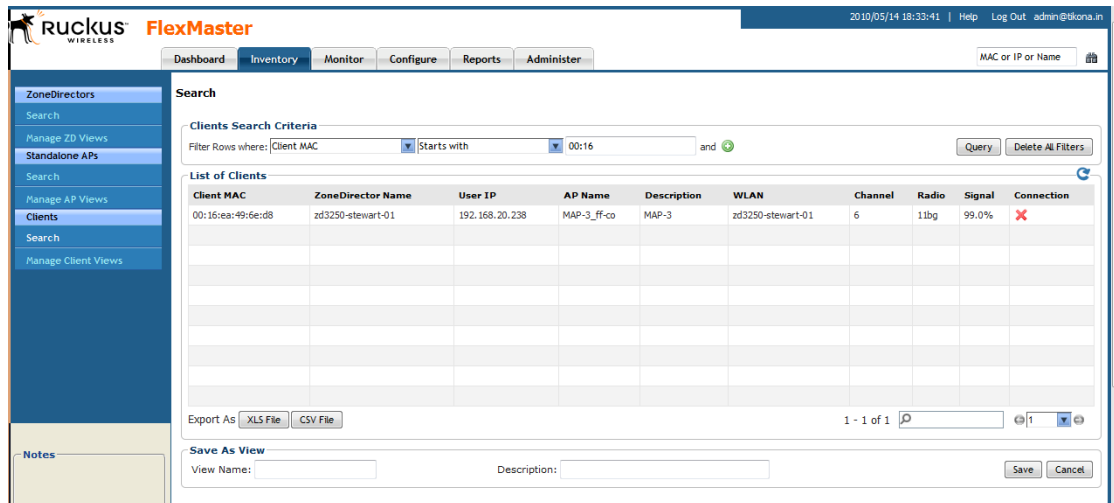 2010/05/14 18:33:41 | Help Log Out admin@tikona.in
Ruckus WIRELESS FlexMaster
Dashboard Inventory Monitor Configure Reports Administer MAC or IP or Name
ZoneDirectors
Search
Manage ZD Views
Standalone APs
Search
Manage AP Views
Clients
Search
Manage Client Views
Notes
Search
Clients Search Criteria
Filter Rows where: Client MAC Starts with 00:16 and Query Delete All Filters
List of Clients
Client MAC ZoneDirector Name User IP AP Name Description WLAN Channel Radio Signal Connection
00:16:ea:49:6e:d8 zd3250-stewart-01 192.168.20.238 MAP-3_ff-co MAP-3 zd3250-stewart-01 6 11bg 99.0%
Export As XLS File CSV File 1 - 1 of 1 1
Save As View
View Name: Description: Save Cancel